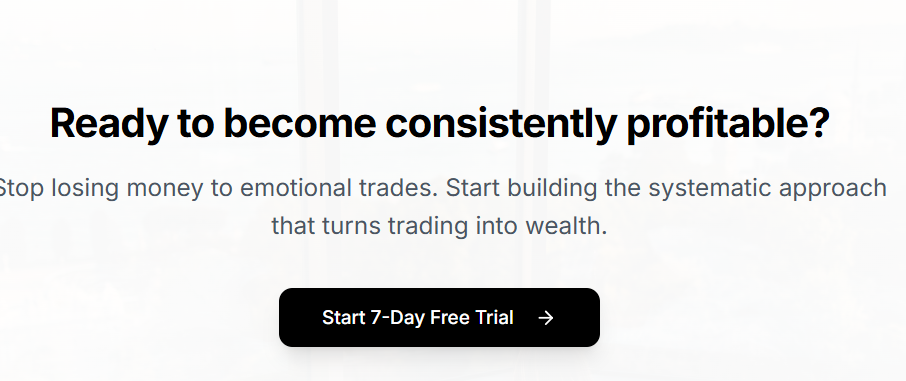 Ready to become consistently profitable?
Stop losing money to emotional trades. Start building the systematic approach
that turns trading into wealth.
Start 7-Day Free Trial →